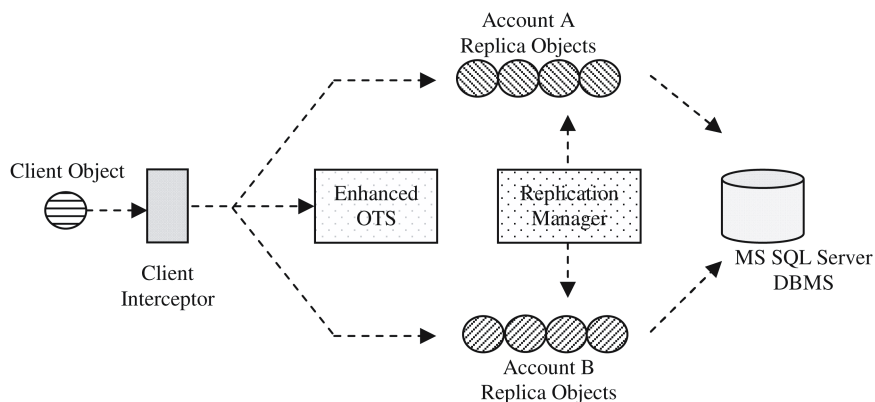 Account A
Replica Objects
Client Object
Enhanced
OTS
Replication
Manager
Client
Interceptor
MS SQL Server
DBMS
Account B
Replica Objects